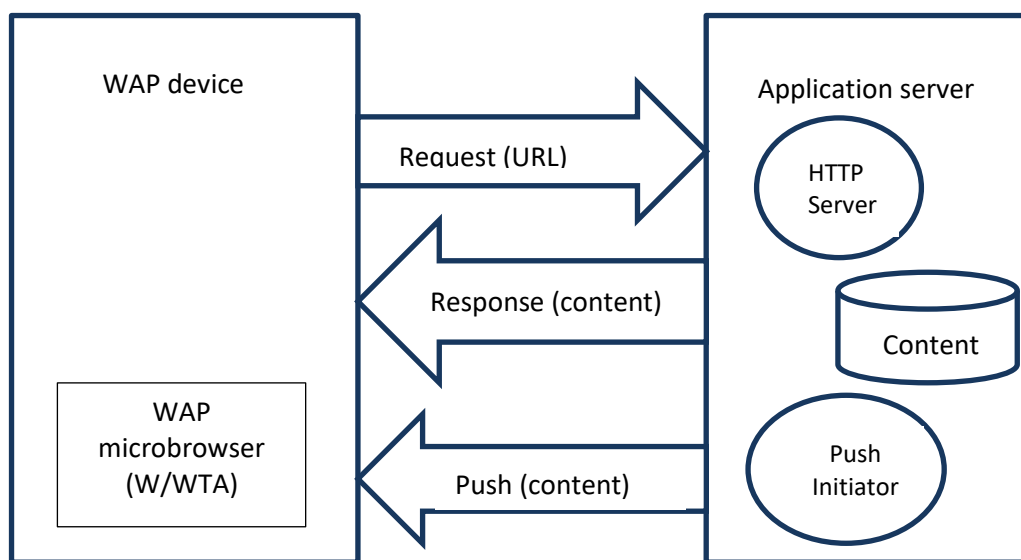 WAP device
Request (URL)
Response (content)
Push (content)
WAP
microbrowser
(W/WTA)
Application server
HTTP
Server
Content
Push
Initiator